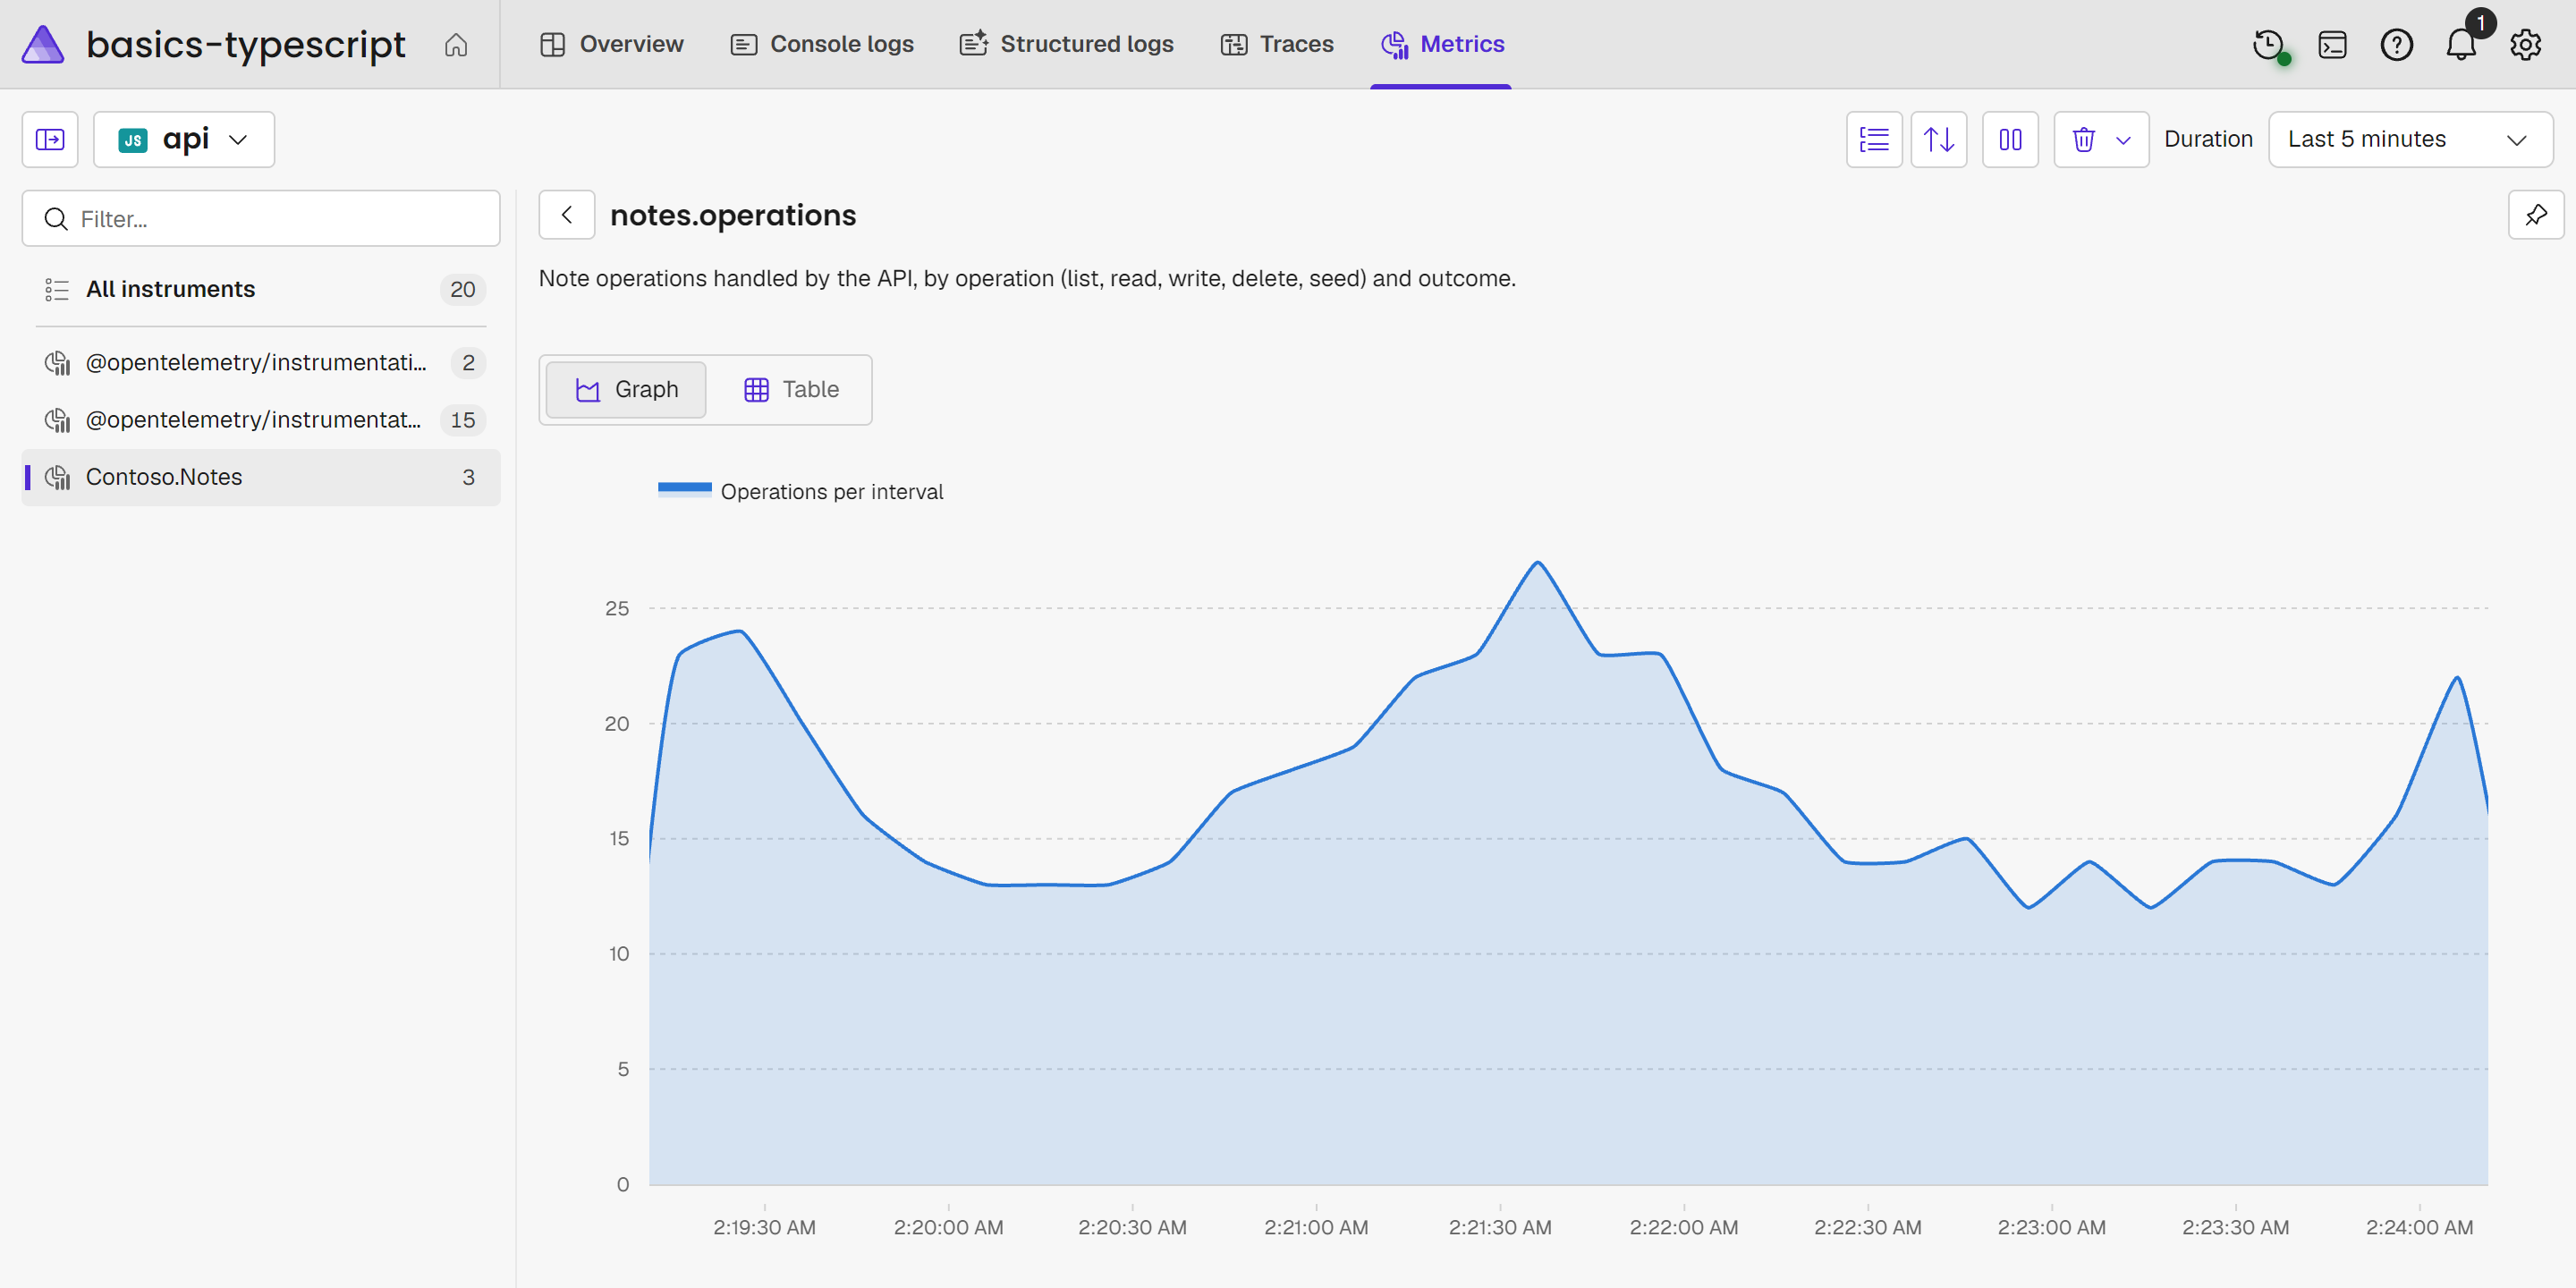 basics-typescript
Overview
Console logs
Structured logs
Traces
Metrics
1
JS api
Duration
Last 5 minutes
Filter...
All instruments 20
@opentelemetry/instrumentati... 2
@opentelemetry/instrumentat... 15
Contoso.Notes 3
notes.operations
Note operations handled by the API, by operation (list, read, write, delete, seed) and outcome.
Graph
Table
Operations per interval
25
20
15
10
5
0
2:19:30 AM
2:20:00 AM
2:20:30 AM
2:21:00 AM
2:21:30 AM
2:22:00 AM
2:22:30 AM
2:23:00 AM
2:23:30 AM
2:24:00 AM